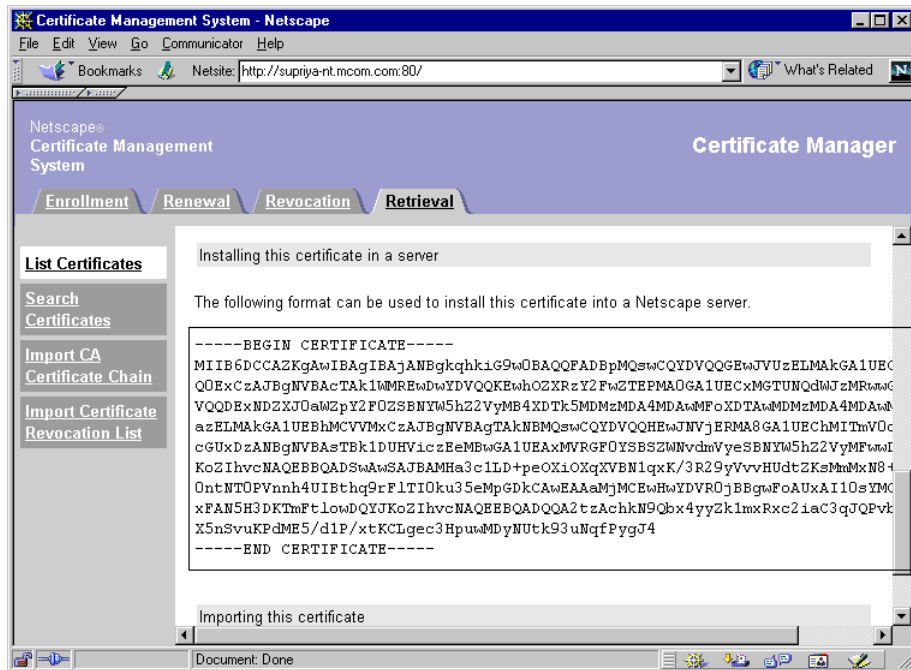 Certificate Management System - Netscape
File Edit View Go Communicator Help
Bookmarks Netsite: http://supriya-nt.mcom.com:80/ What's Related N
Netscape®
Certificate Management
System
Certificate Manager
Enrollment Renewal Revocation Retrieval
List Certificates
Search
Certificates
Import CA
Certificate Chain
Import Certificate
Revocation List
Installing this certificate in a server
The following format can be used to install this certificate into a Netscape server.
-----BEGIN CERTIFICATE-----
MIIB6DCCAZKgAwIBAgIBAjANBgkqhkiG9w0BAQQFADBpMQswCQYDVQQGEwJVUzELMAkGA1UEC
QOExCzAJBgNVBAcTAk1WMREwDwYDVQQKEwhOZXRzY2FwZTEPMA0GA1UECxMGTUNQdWJzMRwwG
VQQDExNDZXJ0aWZpY2F0ZSBNYW5hZ2VyMB4XDTk5MDMzMDA4MDAwMFoXDTAwMDMzMDA4MDAwM
azELMAkGA1UEBhMCVVMxCzAJBgNVBAgTAkNBMQswCQYDVQQHEwJNVjERMA8GA1UEChMITmV0c
cGUxDzANBgNVBAsTBk1DUHViczEeMBwGA1UEAxMVRGF0YSBSZWNvdmVyeSBNYW5hZ2VyMFwwD
KoZIhvcNAQEBBQADSwAwSAJBAMHa3c1LD+peOXiOXqXVBN1qxK/3R29yVvvHUdtZKsMmMxN8+
OntNTOPVnnh4UIBthq9rFlTIOku35eMpGDkCAwEAAaMjMCEwHwYDVR0jBBgwFoAUxAI10sYMC
xFAN5H3DKTmFtlowDQYJKoZIhvcNAQEEBQADQQA2tzAchkN9Qbx4yyZk1mxRxc2iaC3qJQPvb
X5nSvuKPdME5/d1P/xtKCLgec3HpuwMDyNUtk93uNqfPygJ4
-----END CERTIFICATE-----
Importing this certificate
Document: Done